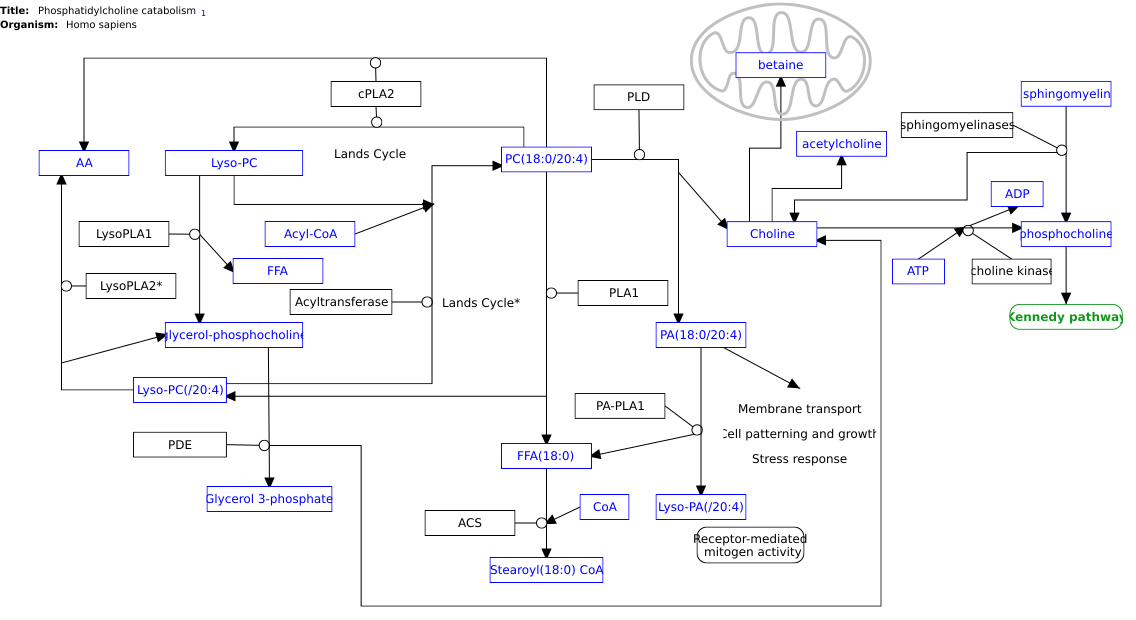 Title: Phosphatidylcholine catabolism 1
Organism: Homo sapiens
betaine
cPLA2
PLD
sphingomyelin
sphingomyelinases
acetylcholine
Lands Cycle
AA
Lyso-PC
PC(18:0/20:4)
ADP
LysoPLA1
Acyl-CoA
Choline
phosphocholine
FFA
ATP
choline kinase
LysoPLA2*
PLA1
Acyltransferase
Lands Cycle*
Kennedy pathway
glycerol-phosphocholine
PA(18:0/20:4)
Lyso-PC(/20:4)
PA-PLA1
Membrane transport
Cell patterning and growth
Stress response
PDE
FFA(18:0)
Glycerol 3-phosphate
CoA
Lyso-PA(/20:4)
ACS
Receptor-mediated
mitogen activity
Stearoyl(18:0) CoA